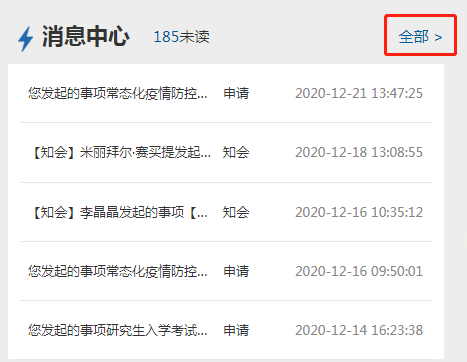 消息中心 185未读 全部 >
您发起的事项常态化疫情防控... 申请 2020-12-21 13:47:25
【知会】米丽拜尔·赛买提发起... 知会 2020-12-18 13:08:55
【知会】李晶晶发起的事项【... 知会 2020-12-16 10:35:12
您发起的事项常态化疫情防控... 申请 2020-12-16 09:50:01
您发起的事项研究生入学考试... 申请 2020-12-14 16:23:38